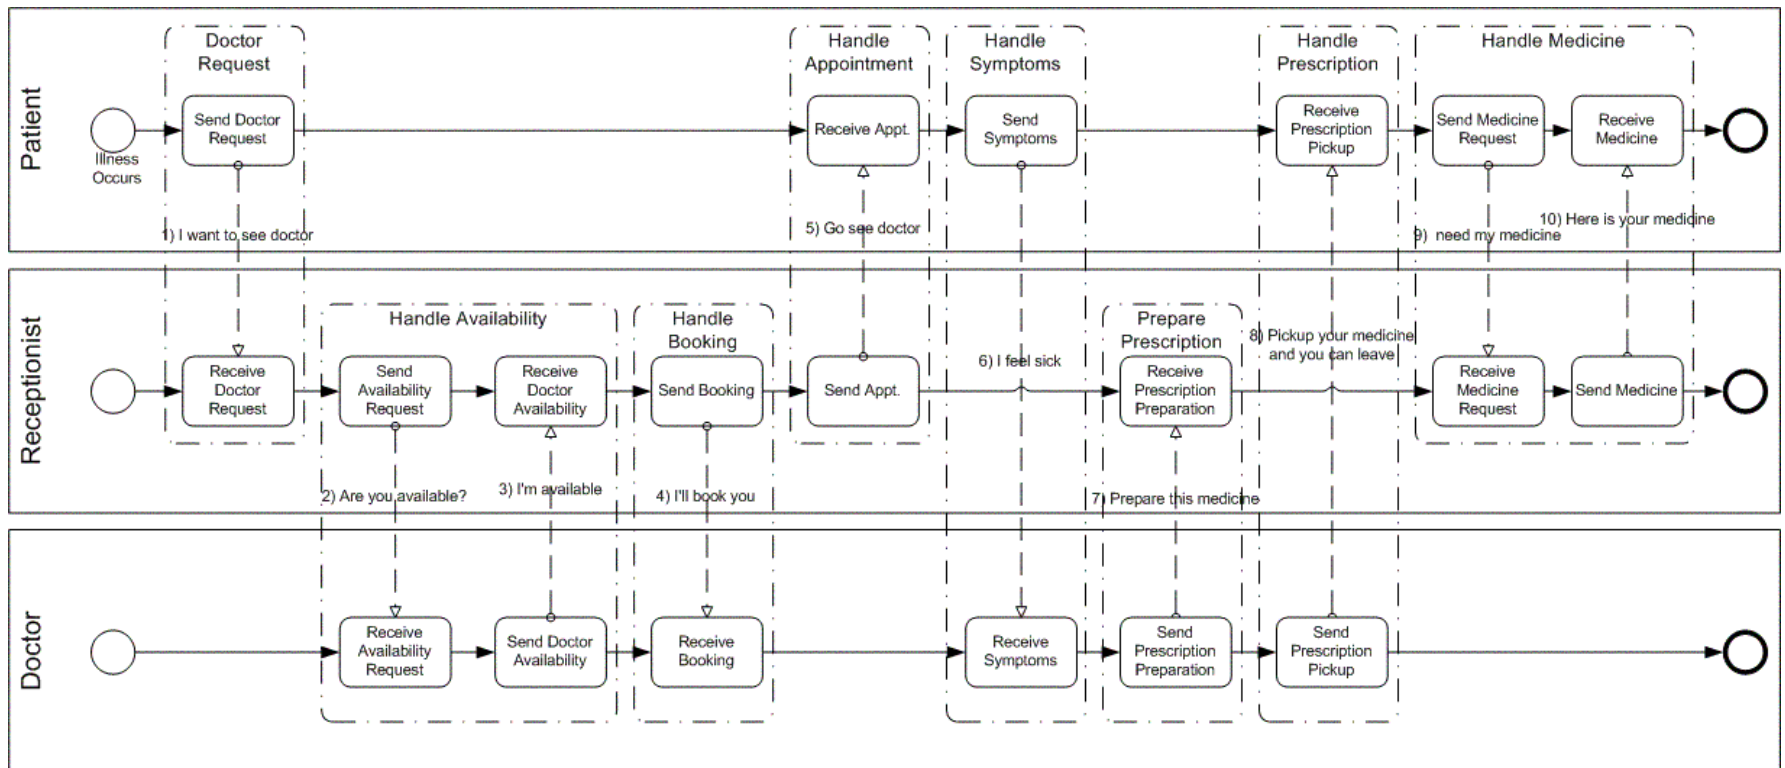 Doctor
Request
Handle
Appointment
Handle
Symptoms
Handle
Prescription
Handle Medicine
Patient
Illness
Occurs
Send Doctor
Request
Receive Appt.
Send
Symptoms
Receive
Prescription
Pickup
Send Medicine
Request
Receive
Medicine
1) I want to see doctor
5) Go see doctor
9) need my medicine
10) Here is your medicine
Receptionist
Handle Availability
Handle
Booking
Prepare
Prescription
Receive
Doctor
Request
Send
Availability
Request
Receive
Doctor
Availability
Send Booking
Send Appt.
6) I feel sick
Receive
Prescription
Preparation
8) Pickup your medicine
and you can leave
Receive
Medicine
Request
Send Medicine
2) Are you available?
3) I'm available
4) I'll book you
7) Prepare this medicine
Doctor
Receive
Availability
Request
Send Doctor
Availability
Receive
Booking
Receive
Symptoms
Send
Prescription
Preparation
Send
Prescription
Pickup